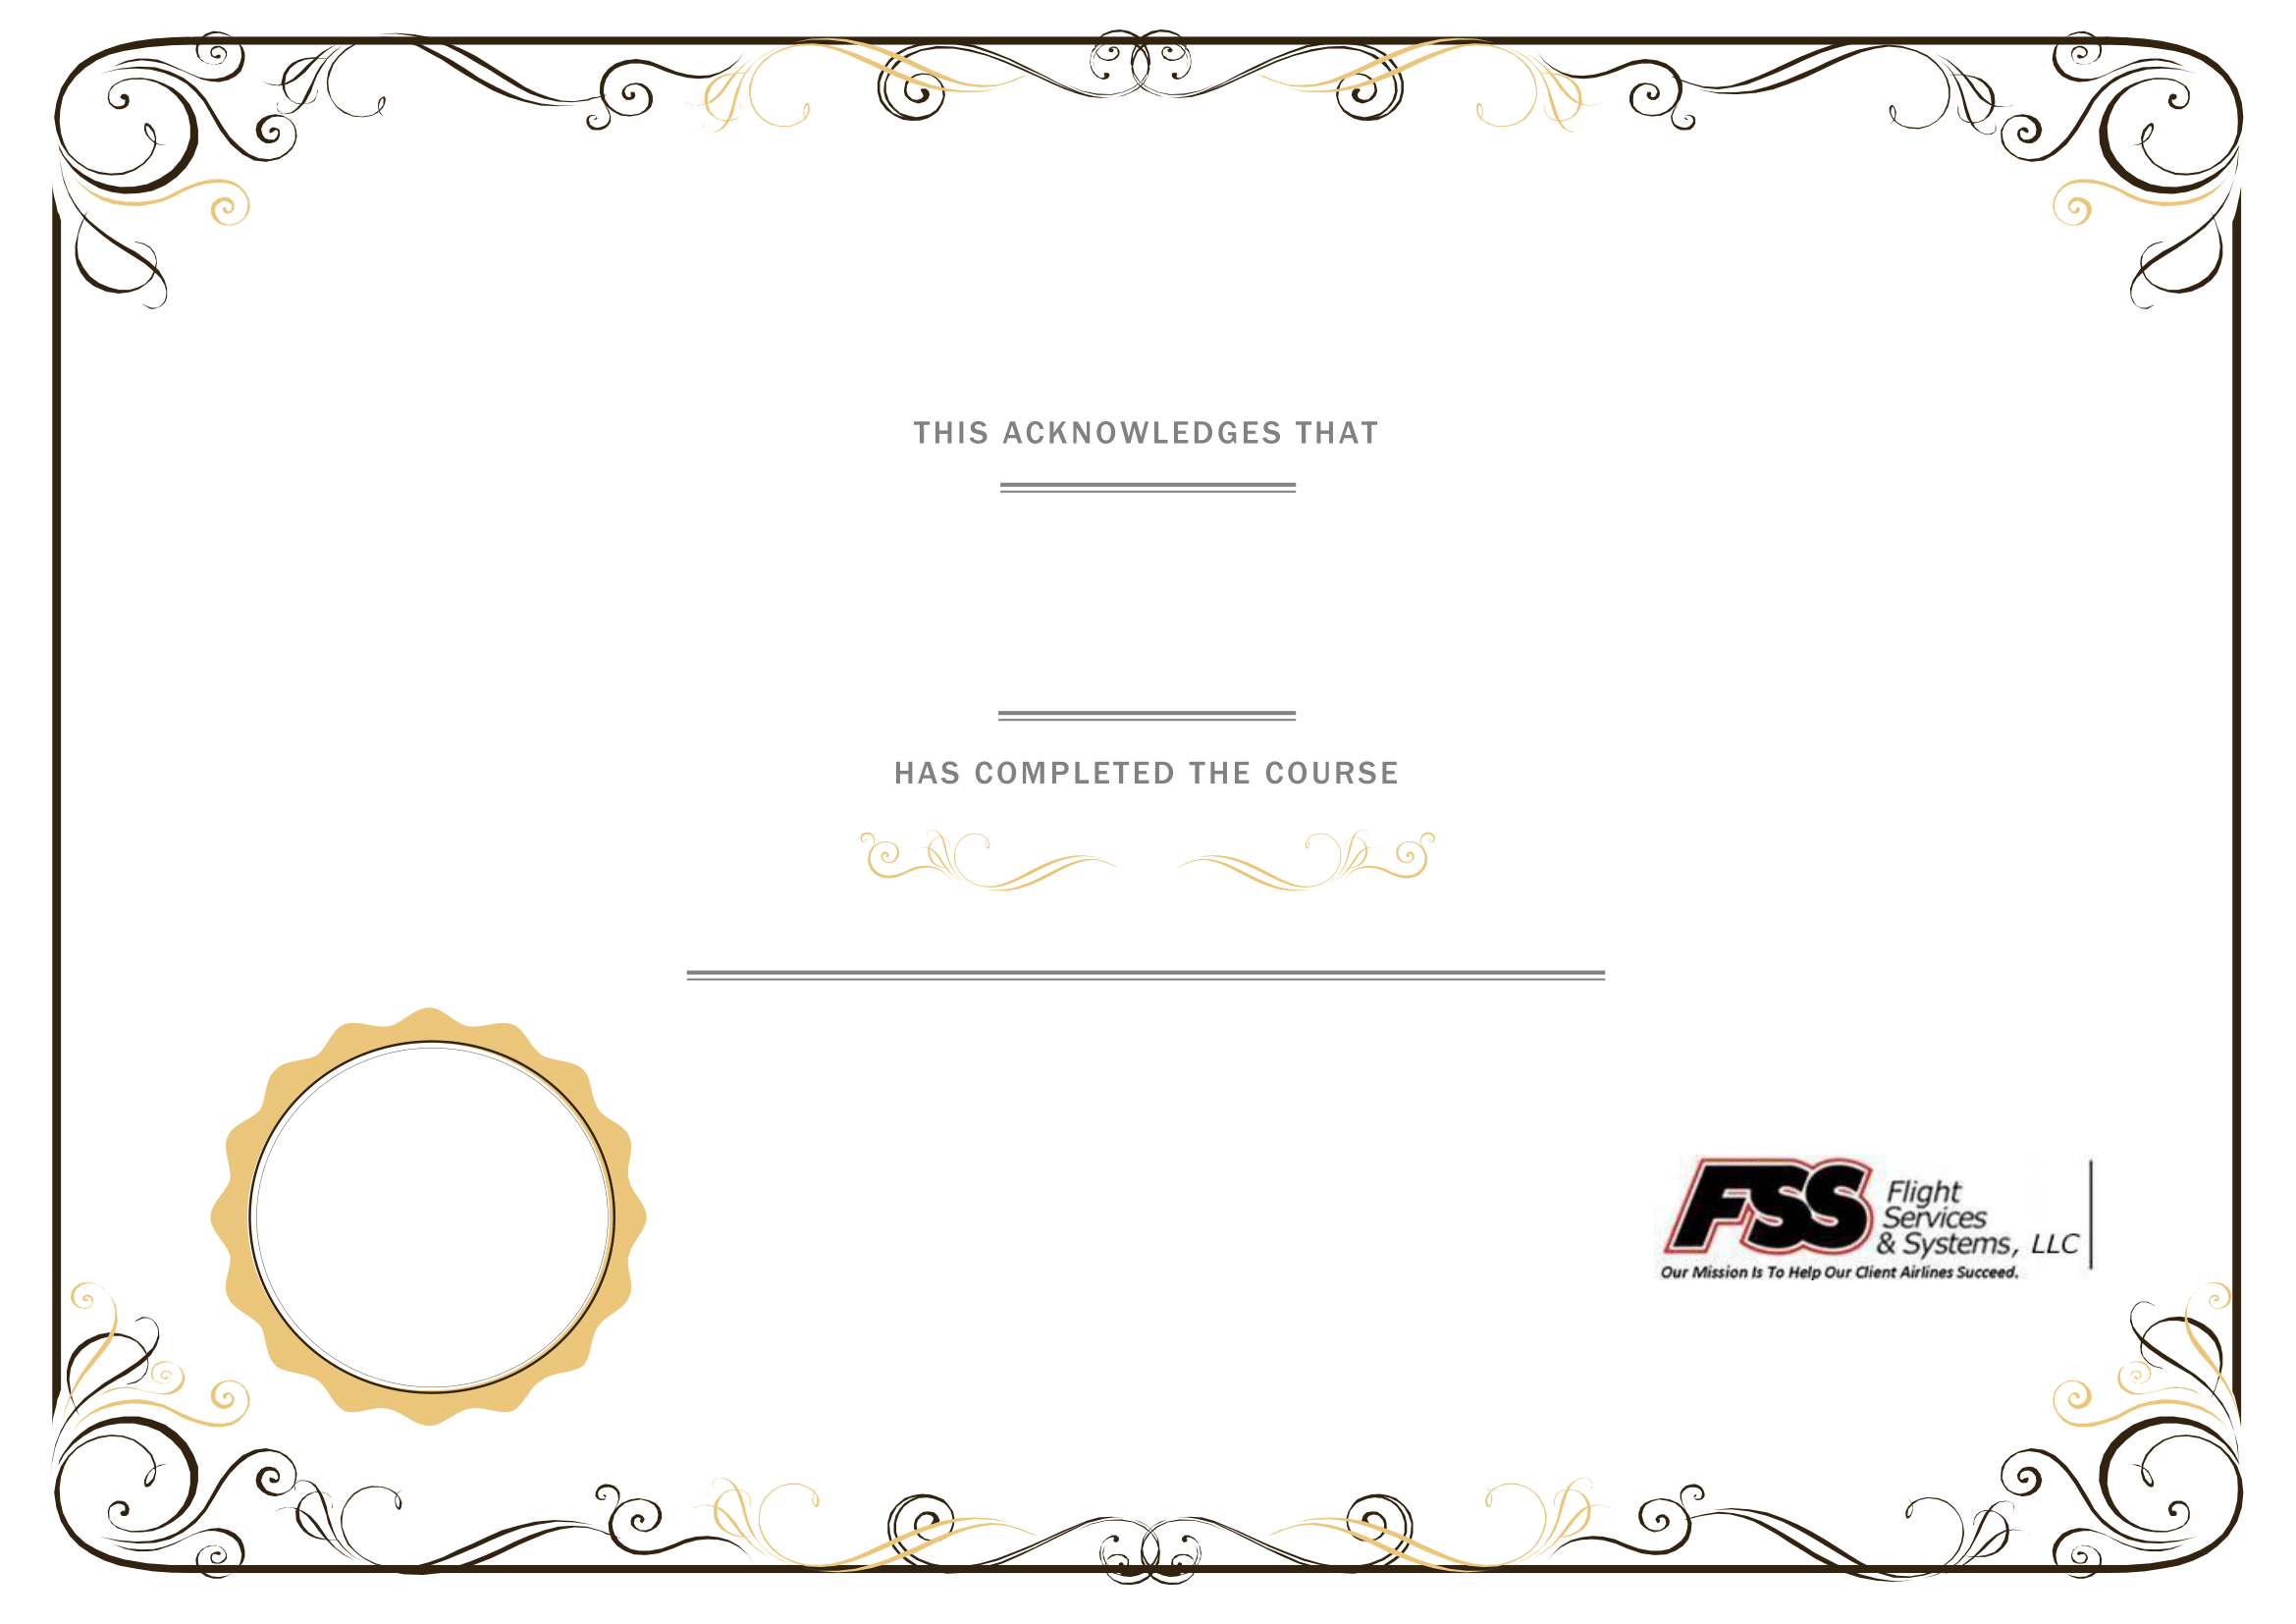 THIS ACKNOWLEDGES THAT
HAS COMPLETED THE COURSE
FSS
Flight
Services
& Systems, LLC
Our Mission Is To Help Our Client Airlines Succeed.